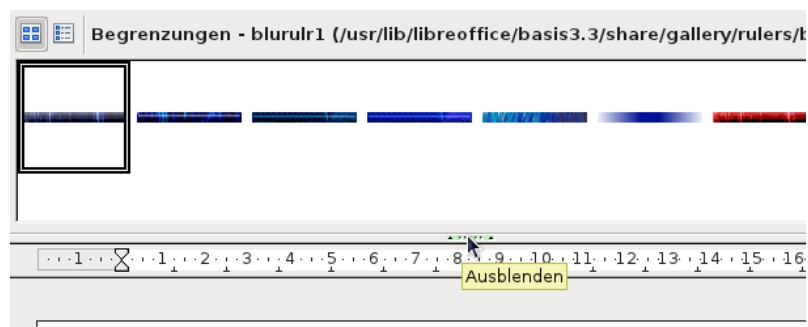 Begrenzungen - blurulr1 (/usr/lib/libreoffice/basis3.3/share/gallery/rulers/b
1 1 2 3 4 5 6 7 8 9 10 11 12 13 14 15 16
Ausblenden